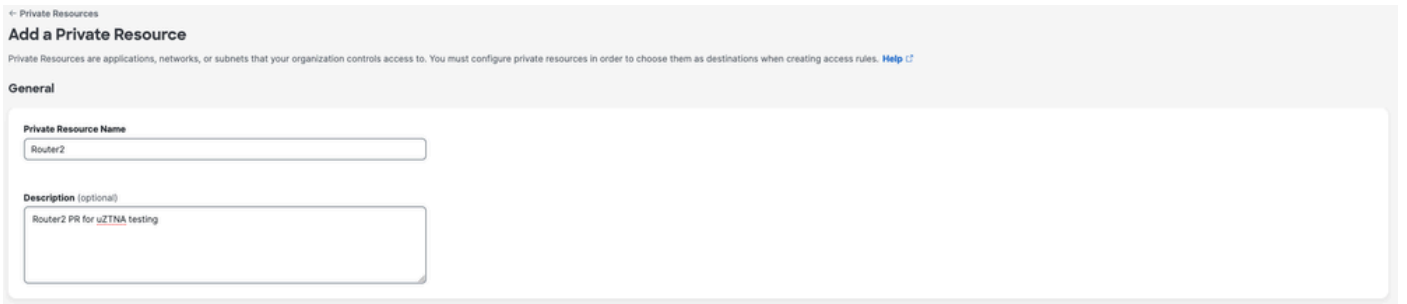 ← Private Resources
Add a Private Resource
Private Resources are applications, networks, or subnets that your organization controls access to. You must configure private resources in order to choose them as destinations when creating access rules. Help
General
Private Resource Name
Router2
Description (optional)
Router2 PR for uZTNA testing